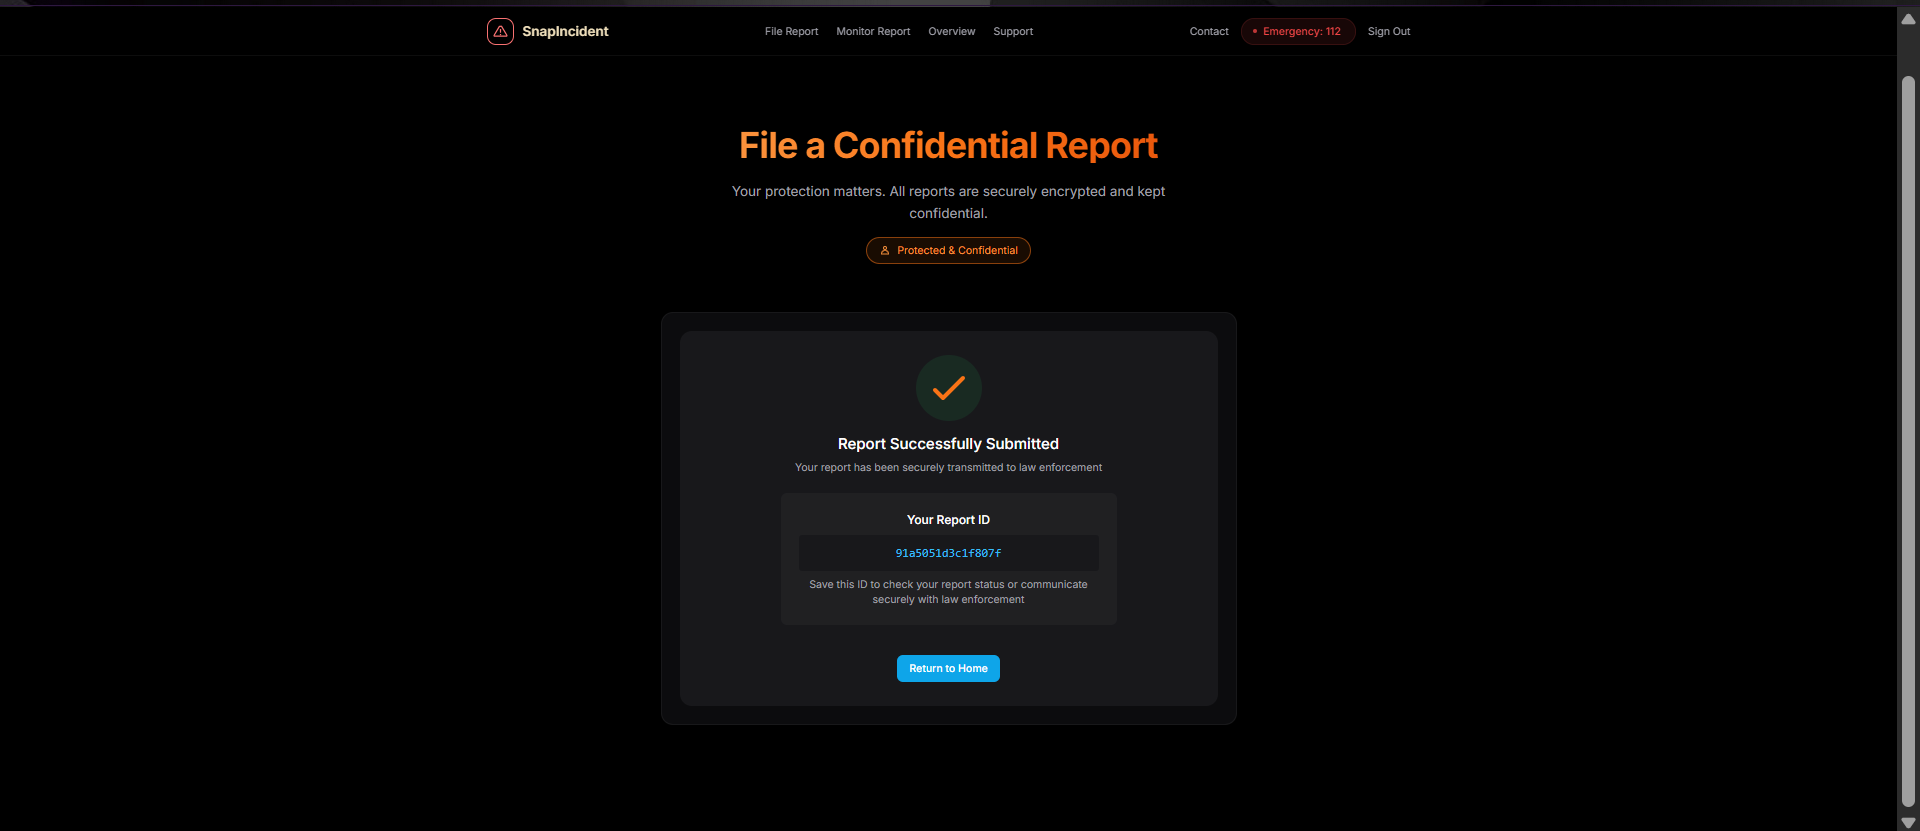 SnapIncident
File Report
Monitor Report
Overview
Support
Contact
Emergency: 112
Sign Out
File a Confidential Report
Your protection matters. All reports are securely encrypted and kept
confidential.
Protected & Confidential
Report Successfully Submitted
Your report has been securely transmitted to law enforcement
Your Report ID
91a5051d3c1f807f
Save this ID to check your report status or communicate
securely with law enforcement
Return to Home